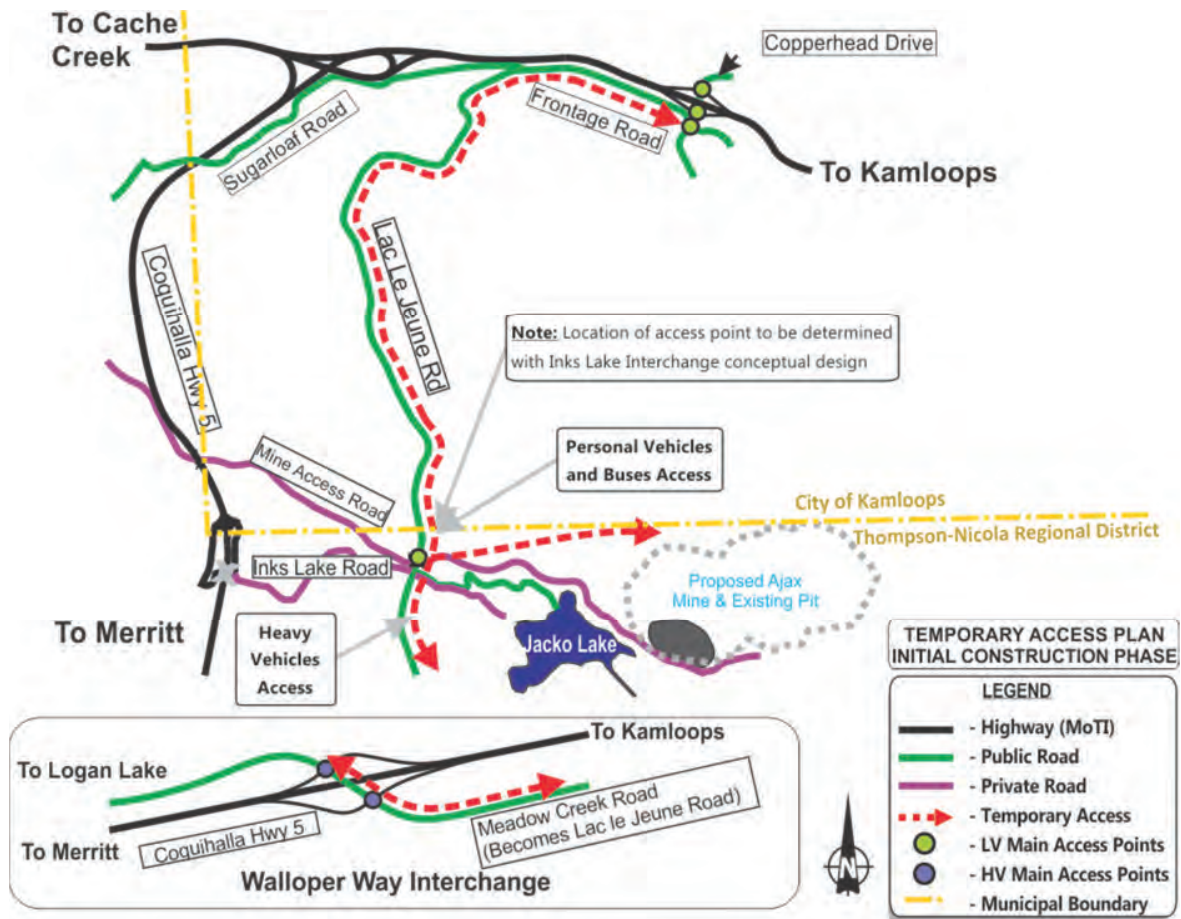 To Cache
Creek
Copperhead Drive
Frontage Road
Sugarloaf Road
To Kamloops
Coquihalla Hwy 5
Lac Le Jeune Rd
Note: Location of access point to be determined
with Inks Lake Interchange conceptual design
Personal Vehicles
and Buses Access
Mine Access Road
City of Kamloops
Thompson-Nicola Regional District
Inks Lake Road
Proposed Ajax
Mine & Existing Pit
To Merritt
Heavy
Vehicles
Access
Jacko Lake
TEMPORARY ACCESS PLAN
INITIAL CONSTRUCTION PHASE
LEGEND
- Highway (MoTI)
- Public Road
- Private Road
- Temporary Access
- LV Main Access Points
- HV Main Access Points
- Municipal Boundary
N
To Kamloops
To Logan Lake
Meadow Creek Road
(Becomes Lac le Jeune Road)
Coquihalla Hwy 5
To Merritt
Walloper Way Interchange